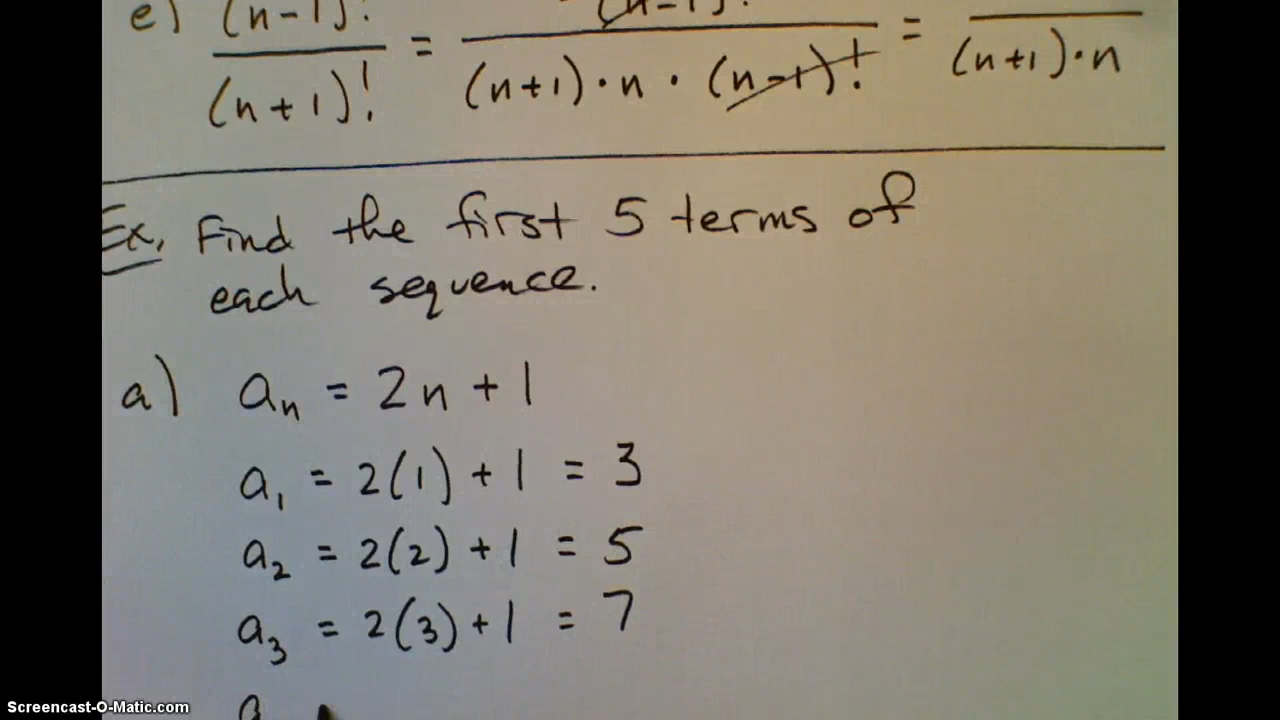 e) (n-1)! / (n+1)! = (n-1)! / (n+1)·n·(n-1)! = / (n+1)·n
Ex. Find the first 5 terms of
each sequence.
a) aₙ = 2n + 1
a₁ = 2(1) + 1 = 3
a₂ = 2(2) + 1 = 5
a₃ = 2(3) + 1 = 7
a
Screencast-O-Matic.com